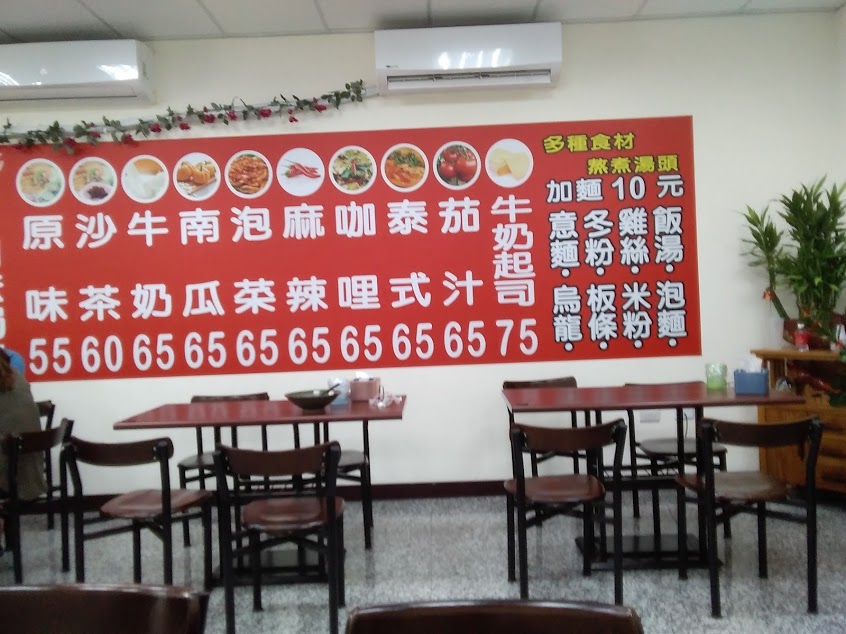 原味 55
沙茶 60
牛奶 65
南瓜 65
泡菜 65
麻辣 65
咖哩 65
泰式 65
茄汁 65
牛奶起司 75
多種食材
熬煮湯頭
加麵 10 元
意麵・冬粉・雞絲・飯湯・
烏龍・板條・米粉・泡麵・